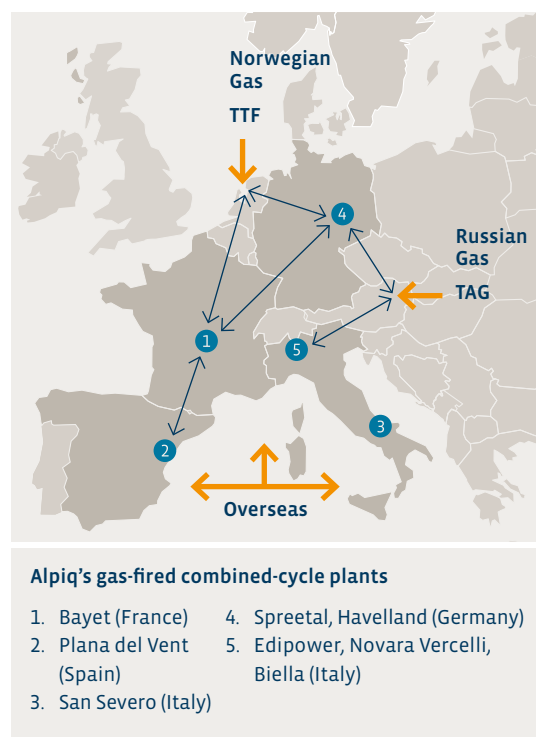 Norwegian
Gas
TTF
4
Russian
Gas
TAG
1
5
3
2
Overseas
Alpiq's gas-fired combined-cycle plants
1. Bayet (France)
2. Plana del Vent
(Spain)
3. San Severo (Italy)
4. Spreetal, Havelland (Germany)
5. Edipower, Novara Vercelli,
Biella (Italy)